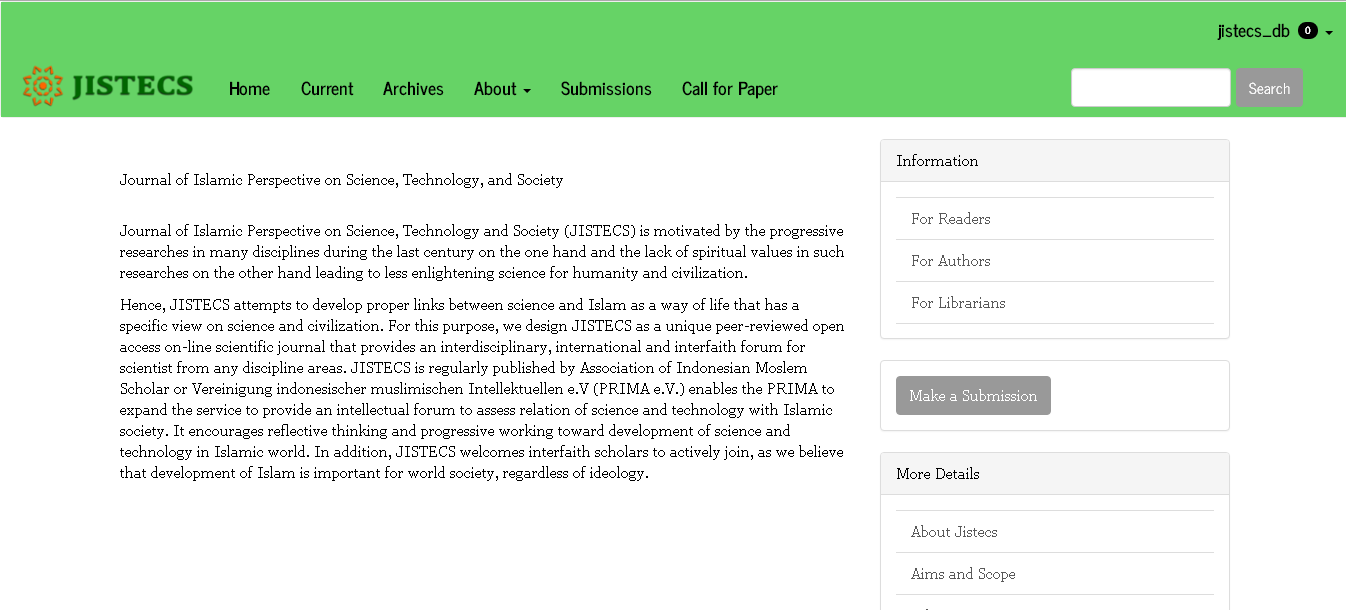 jistecs_db 0
JISTECS Home Current Archives About Submissions Call for Paper Search
Journal of Islamic Perspective on Science, Technology, and Society
Journal of Islamic Perspective on Science, Technology and Society (JISTECS) is motivated by the progressive
researches in many disciplines during the last century on the one hand and the lack of spiritual values in such
researches on the other hand leading to less enlightening science for humanity and civilization.
Hence, JISTECS attempts to develop proper links between science and Islam as a way of life that has a
specific view on science and civilization. For this purpose, we design JISTECS as a unique peer-reviewed open
access on-line scientific journal that provides an interdisciplinary, international and interfaith forum for
scientist from any discipline areas. JISTECS is regularly published by Association of Indonesian Moslem
Scholar or Vereinigung indonesischer muslimischen Intellektuellen e.V (PRIMA e.V.) enables the PRIMA to
expand the service to provide an intellectual forum to assess relation of science and technology with Islamic
society. It encourages reflective thinking and progressive working toward development of science and
technology in Islamic world. In addition, JISTECS welcomes interfaith scholars to actively join, as we believe
that development of Islam is important for world society, regardless of ideology.
Information
For Readers
For Authors
For Librarians
Make a Submission
More Details
About Jistecs
Aims and Scope